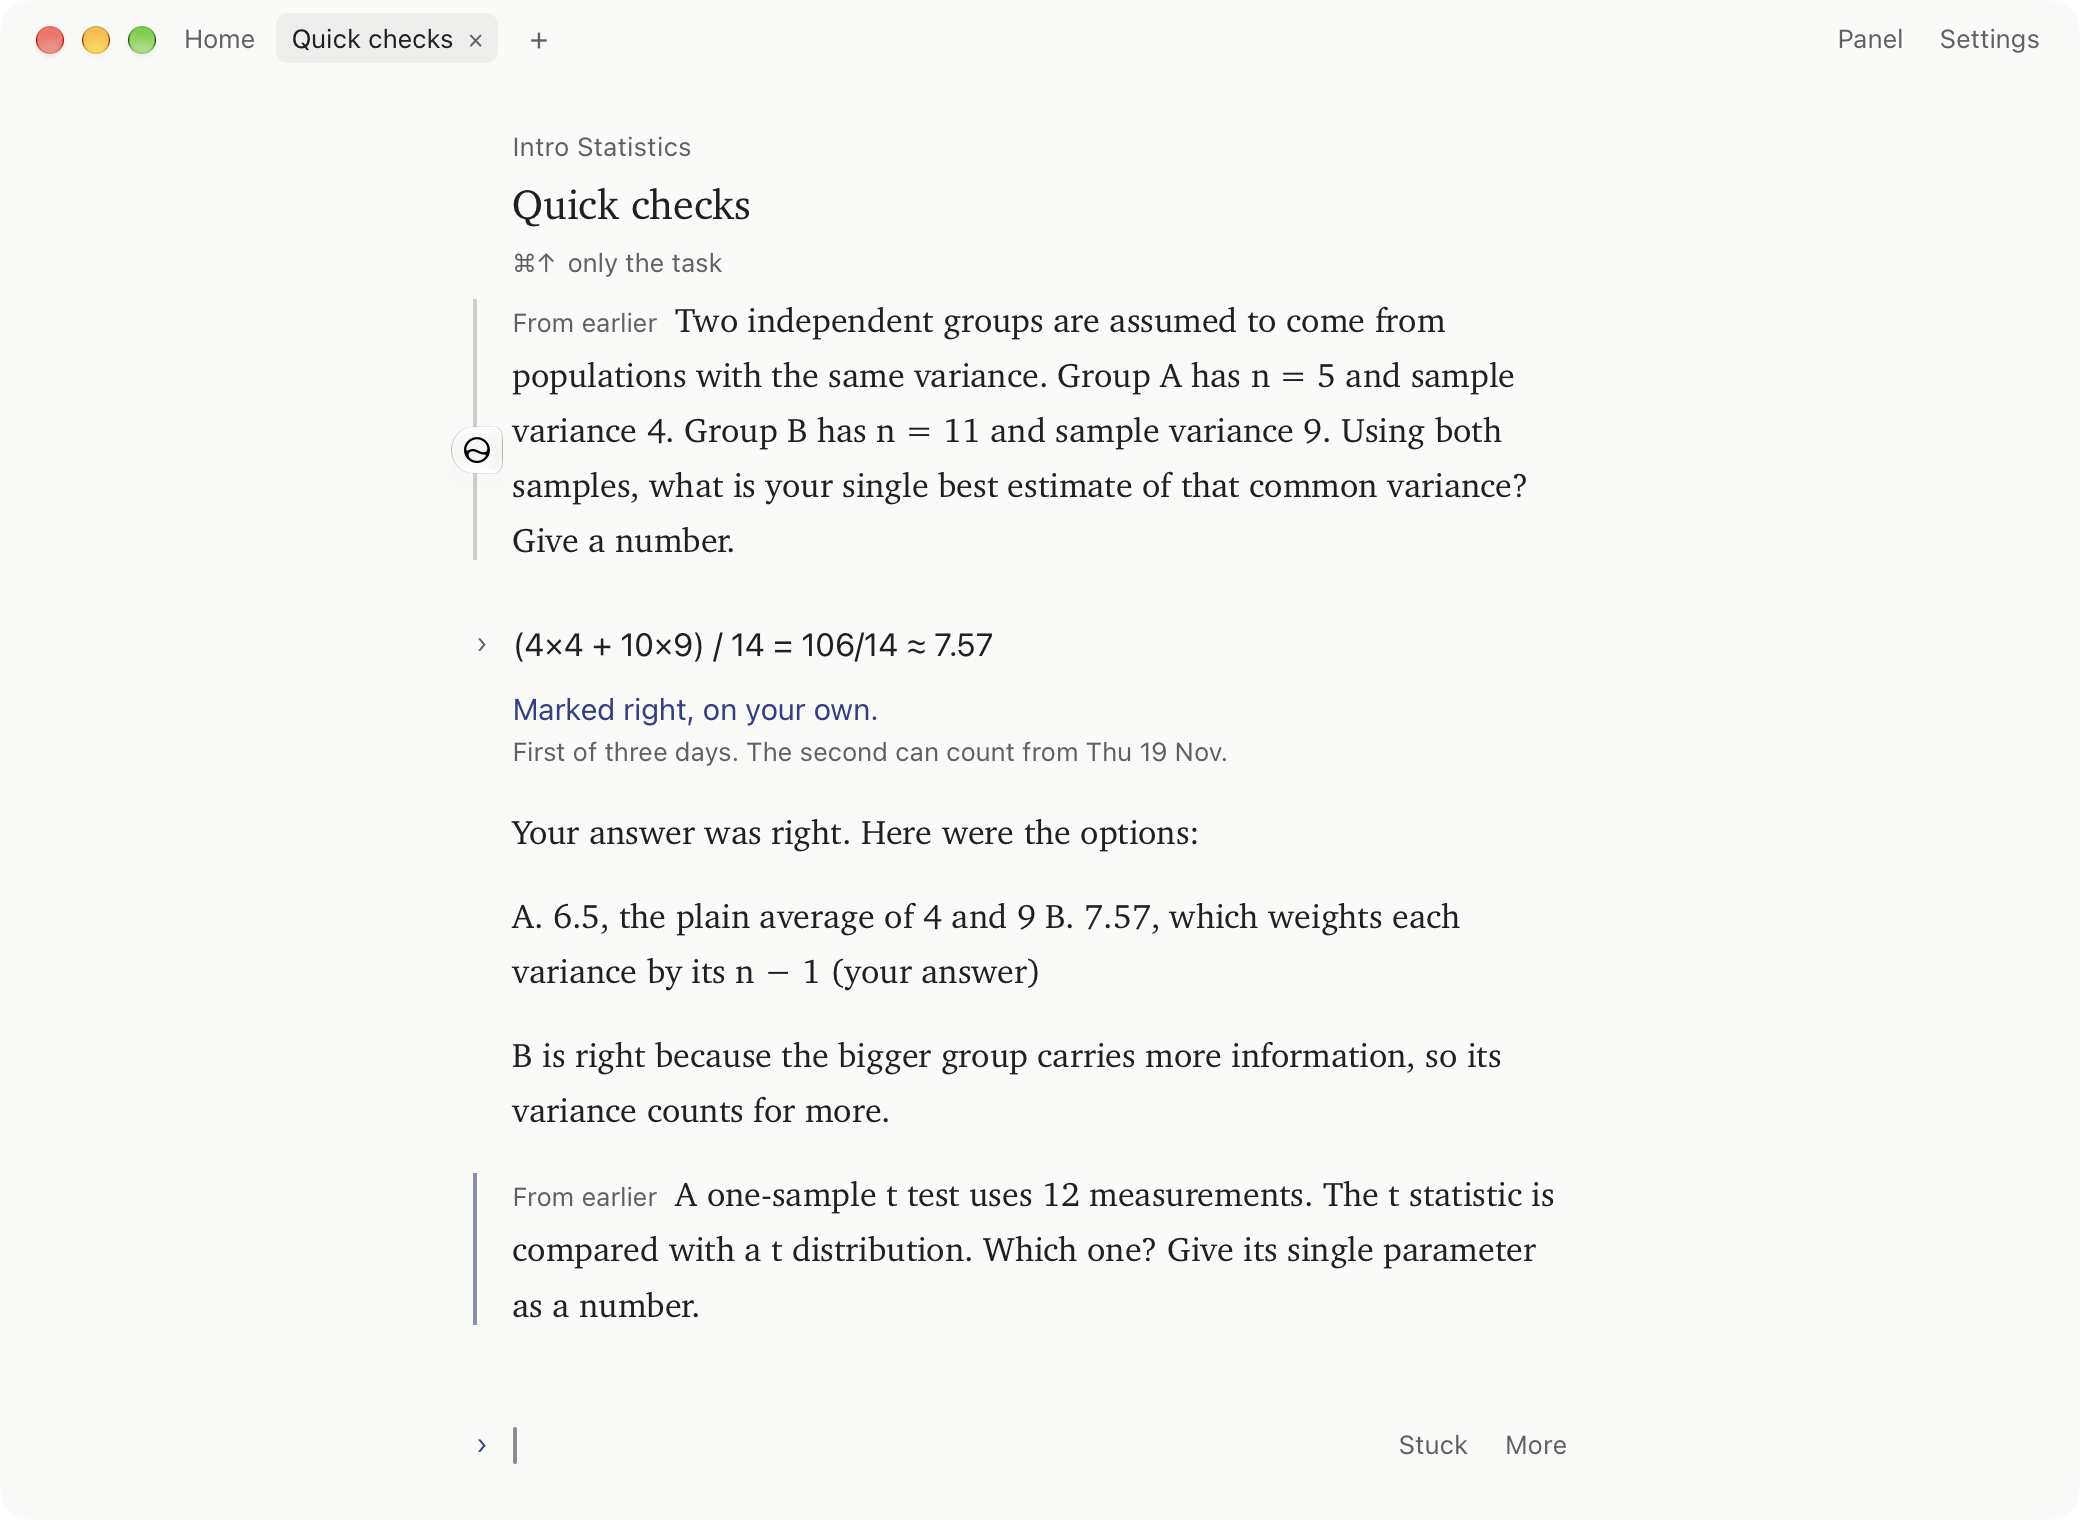 Home
Quick checks ×
+
Panel
Settings
Intro Statistics
Quick checks
⌘↑ only the task
From earlier Two independent groups are assumed to come from
populations with the same variance. Group A has n = 5 and sample
variance 4. Group B has n = 11 and sample variance 9. Using both
samples, what is your single best estimate of that common variance?
Give a number.
› (4×4 + 10×9) / 14 = 106/14 ≈ 7.57
Marked right, on your own.
First of three days. The second can count from Thu 19 Nov.
Your answer was right. Here were the options:
A. 6.5, the plain average of 4 and 9 B. 7.57, which weights each
variance by its n − 1 (your answer)
B is right because the bigger group carries more information, so its
variance counts for more.
From earlier A one-sample t test uses 12 measurements. The t statistic is
compared with a t distribution. Which one? Give its single parameter
as a number.
›
Stuck
More